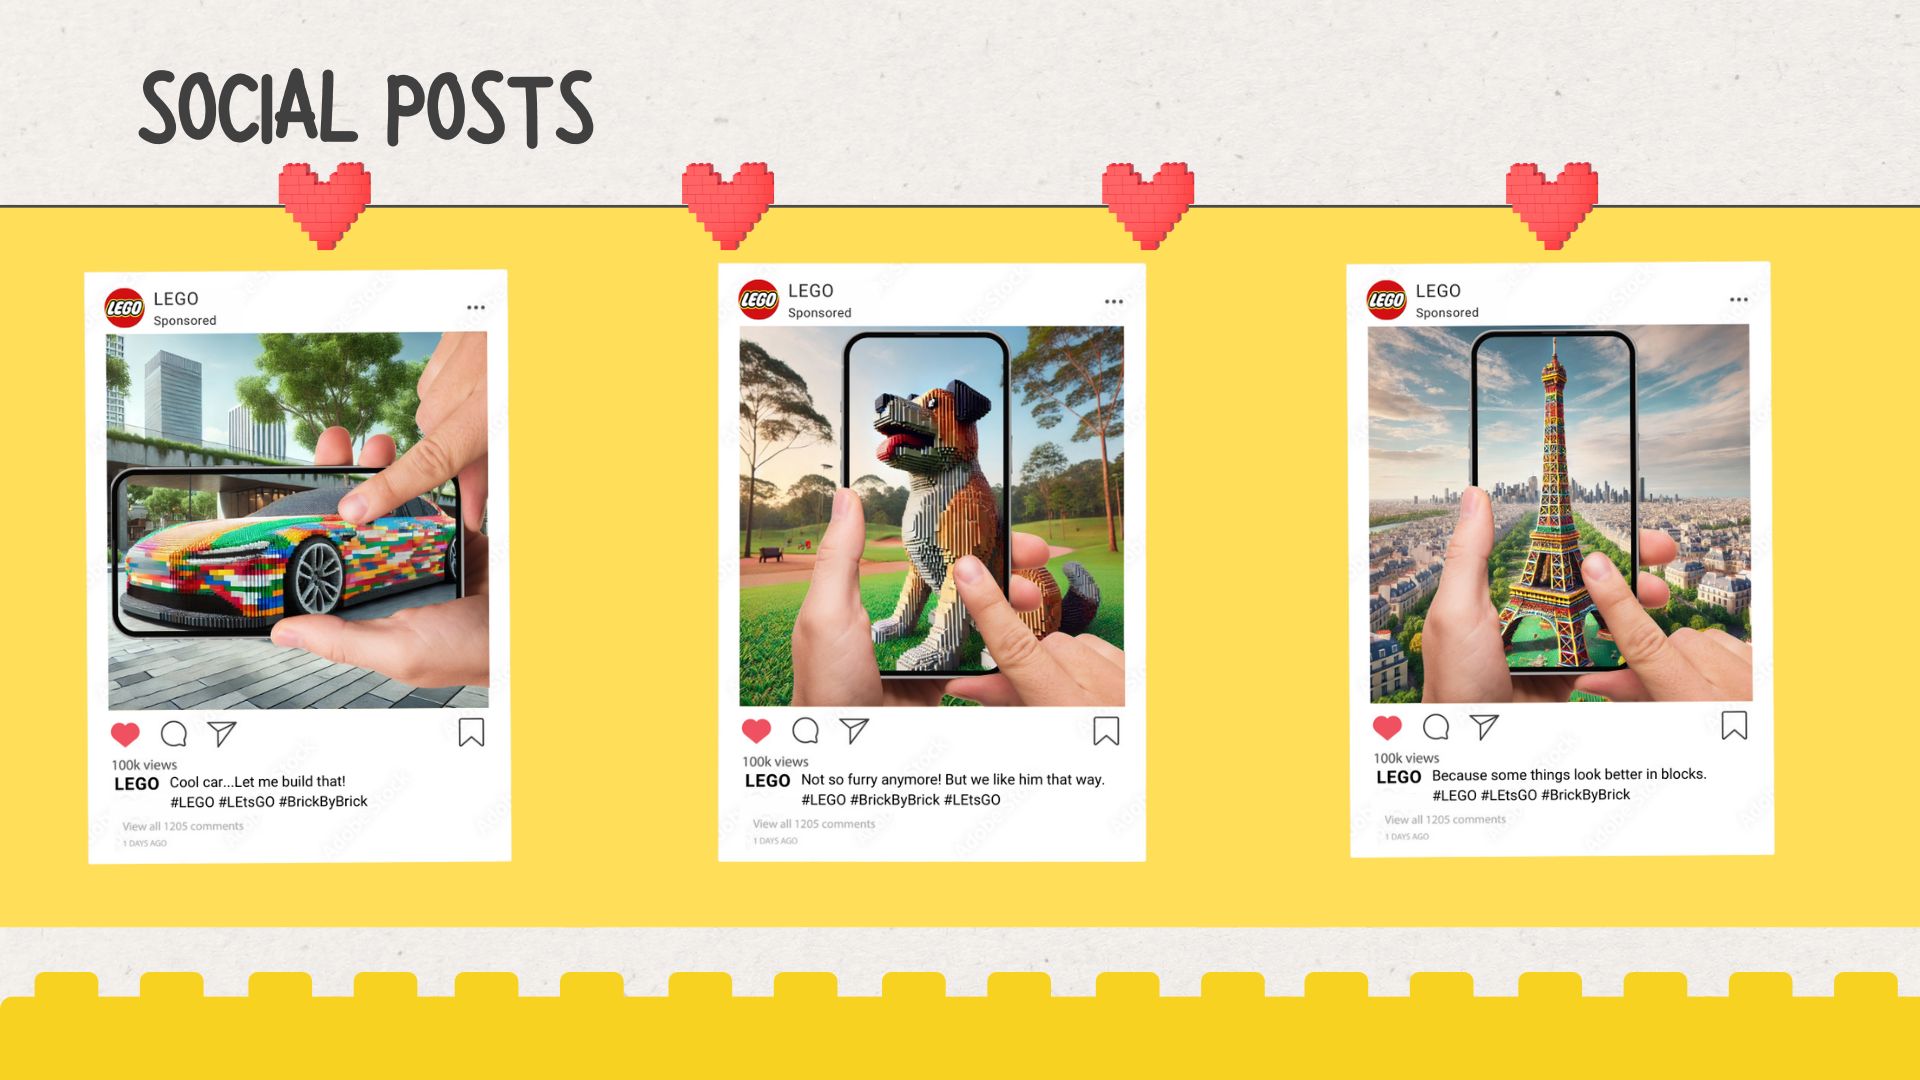 SOCIAL POSTS
LEGO
LEGO
Sponsored
100k views
LEGO Cool car...Let me build that!
#LEGO #LEtsGO #BrickByBrick
View all 1205 comments
1 DAYS AGO
LEGO
LEGO
Sponsored
100k views
LEGO Not so furry anymore! But we like him that way.
#LEGO #BrickByBrick #LEtsGO
View all 1205 comments
1 DAYS AGO
LEGO
LEGO
Sponsored
100k views
LEGO Because some things look better in blocks.
#LEGO #LEtsGO #BrickByBrick
View all 1205 comments
1 DAYS AGO